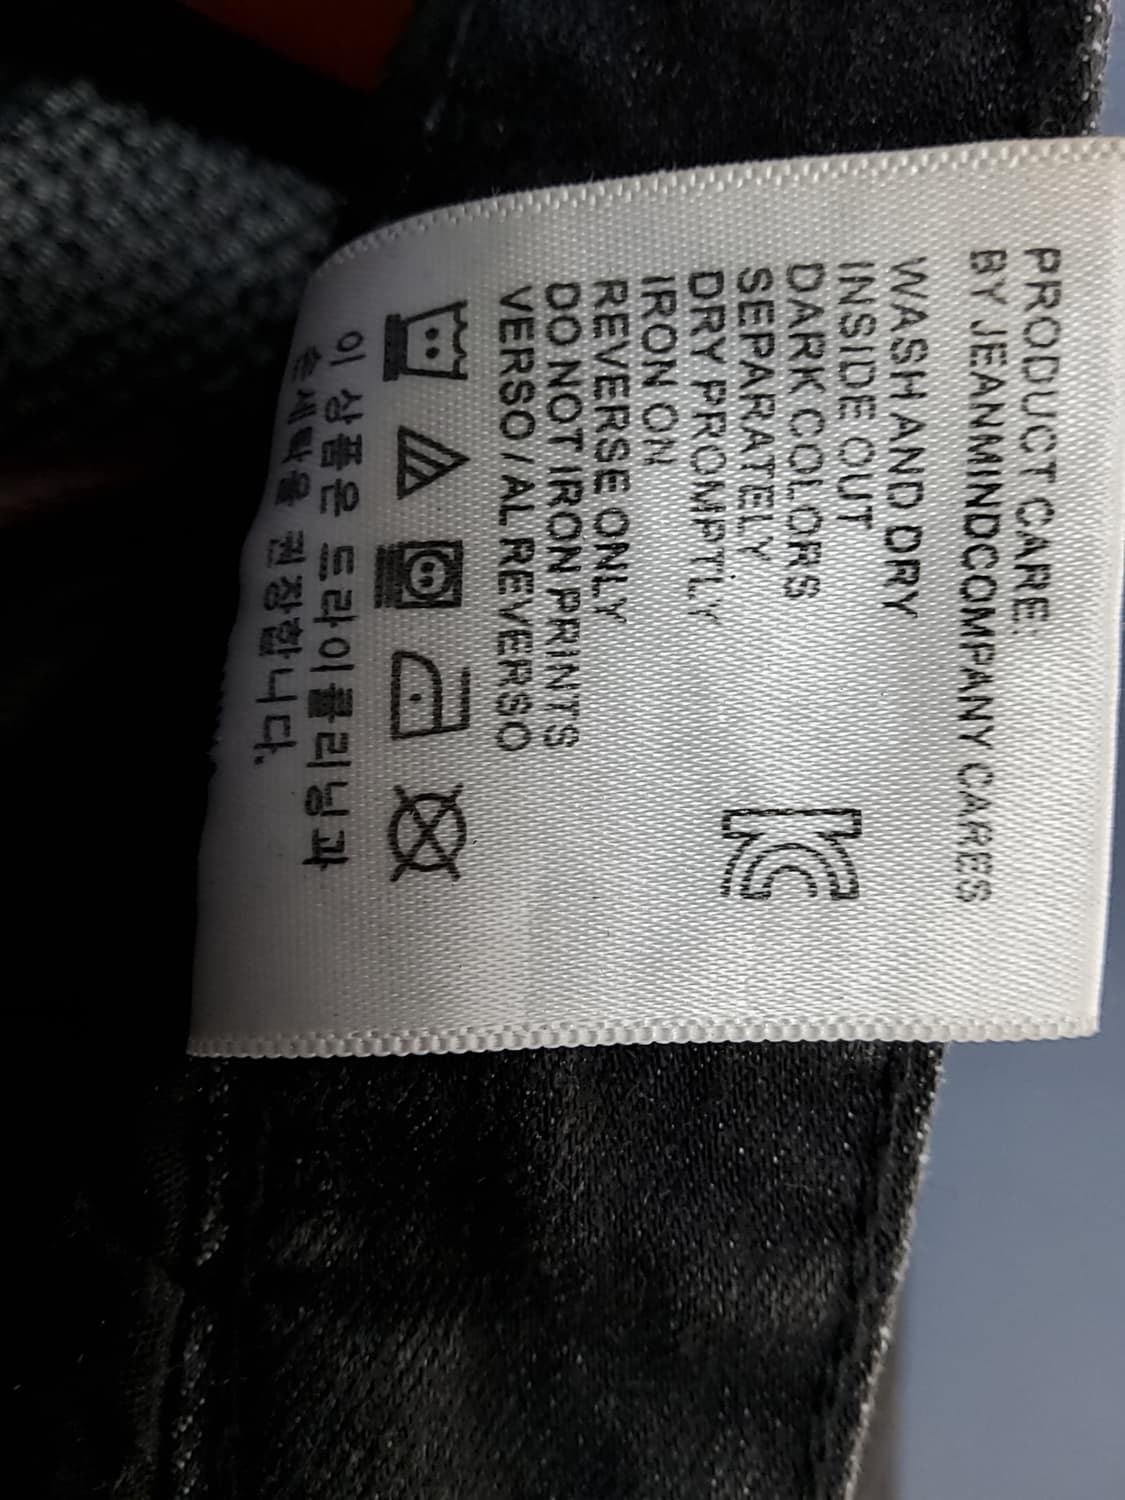 PRODUCT CARE:
BY JEANMINDCOMPANY CARES
WASH AND DRY
INSIDE OUT
DARK COLORS
SEPARATELY
DRY PROMPTLY
IRON ON
REVERSE ONLY
DO NOT IRON PRINTS
VERSO / AL REVERSO
KC
이 상품은 드라이클리닝과
손세탁을 권장합니다.